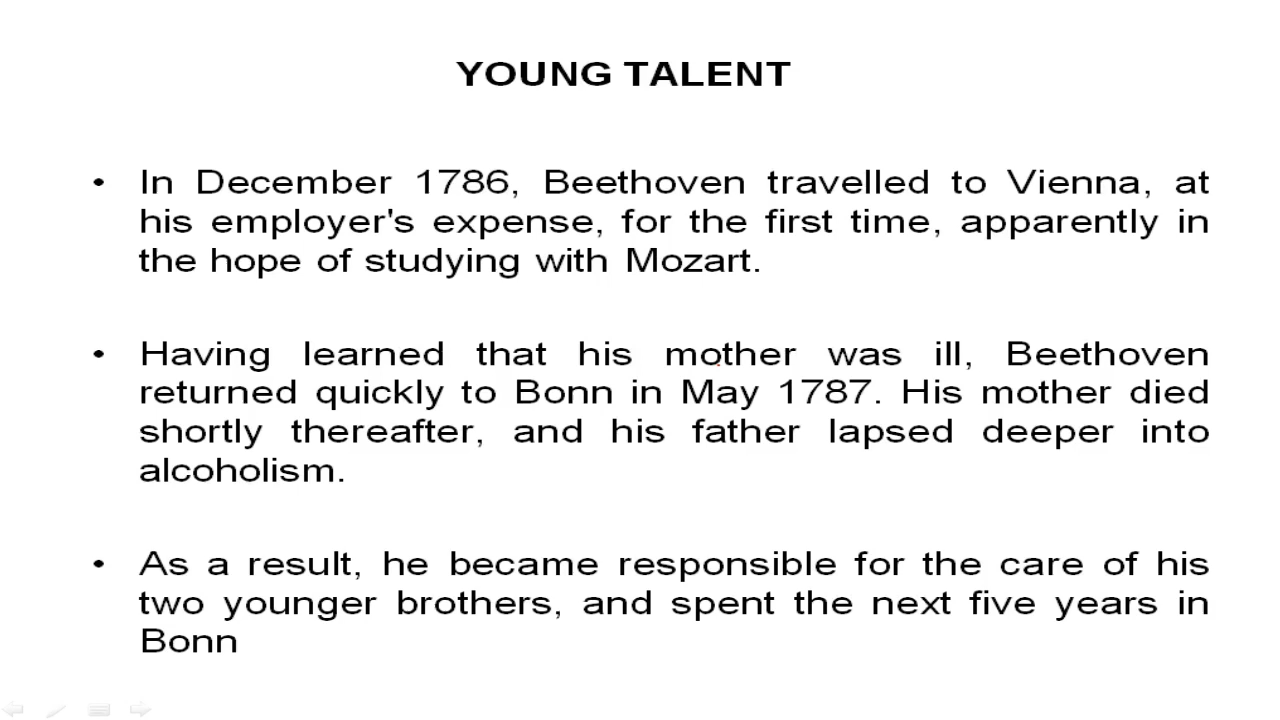 YOUNG TALENT
• In December 1786, Beethoven travelled to Vienna, at
his employer's expense, for the first time, apparently in
the hope of studying with Mozart.
• Having learned that his mother was ill, Beethoven
returned quickly to Bonn in May 1787. His mother died
shortly thereafter, and his father lapsed deeper into
alcoholism.
• As a result, he became responsible for the care of his
two younger brothers, and spent the next five years in
Bonn